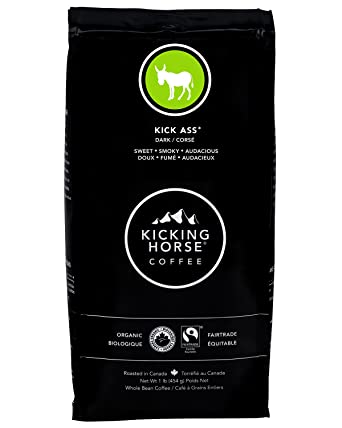 KICK ASS®
DARK / CORSÉ
SWEET • SMOKY • AUDACIOUS
DOUX • FUMÉ • AUDACIEUX
KICKING
HORSE®
COFFEE
ORGANIC
BIOLOGIQUE
FAIRTRADE
ÉQUITABLE
Roasted in Canada Torréfié au Canada
Net Wt 1 lb (454 g) Poids Net
Whole Bean Coffee / Café à Grains Entiers